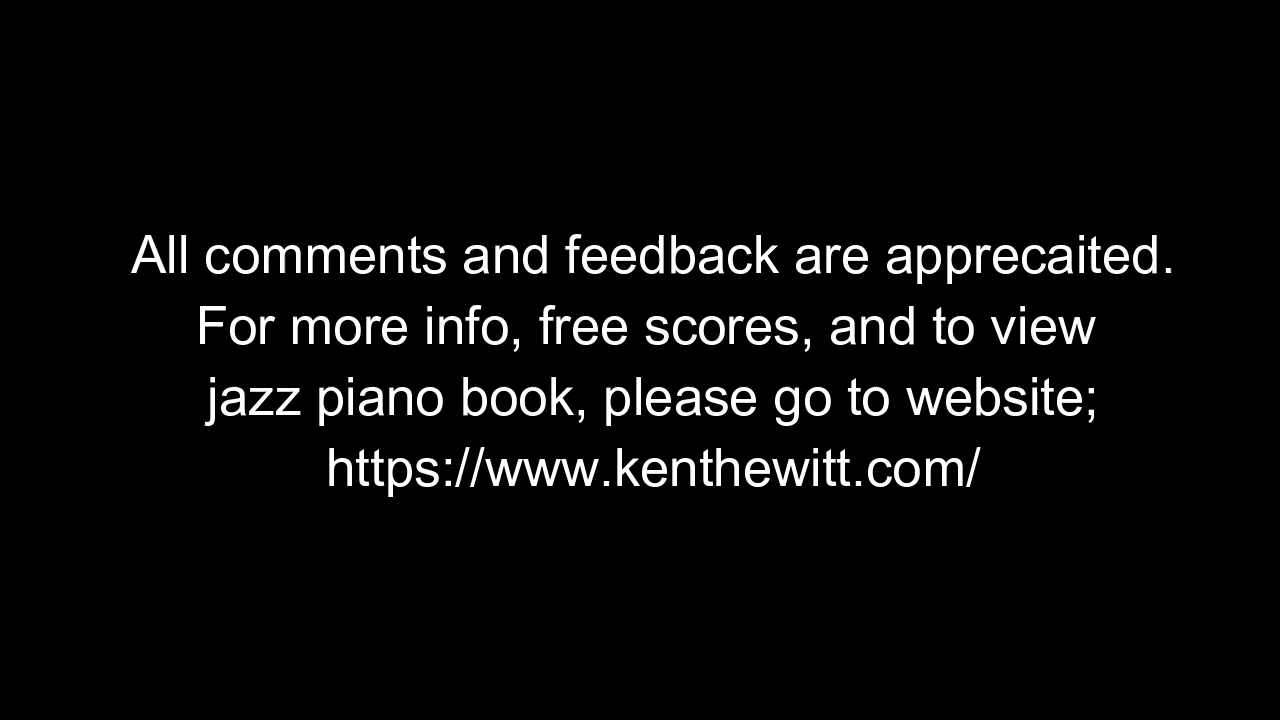 All comments and feedback are apprecaited.
For more info, free scores, and to view
jazz piano book, please go to website;
https://www.kenthewitt.com/